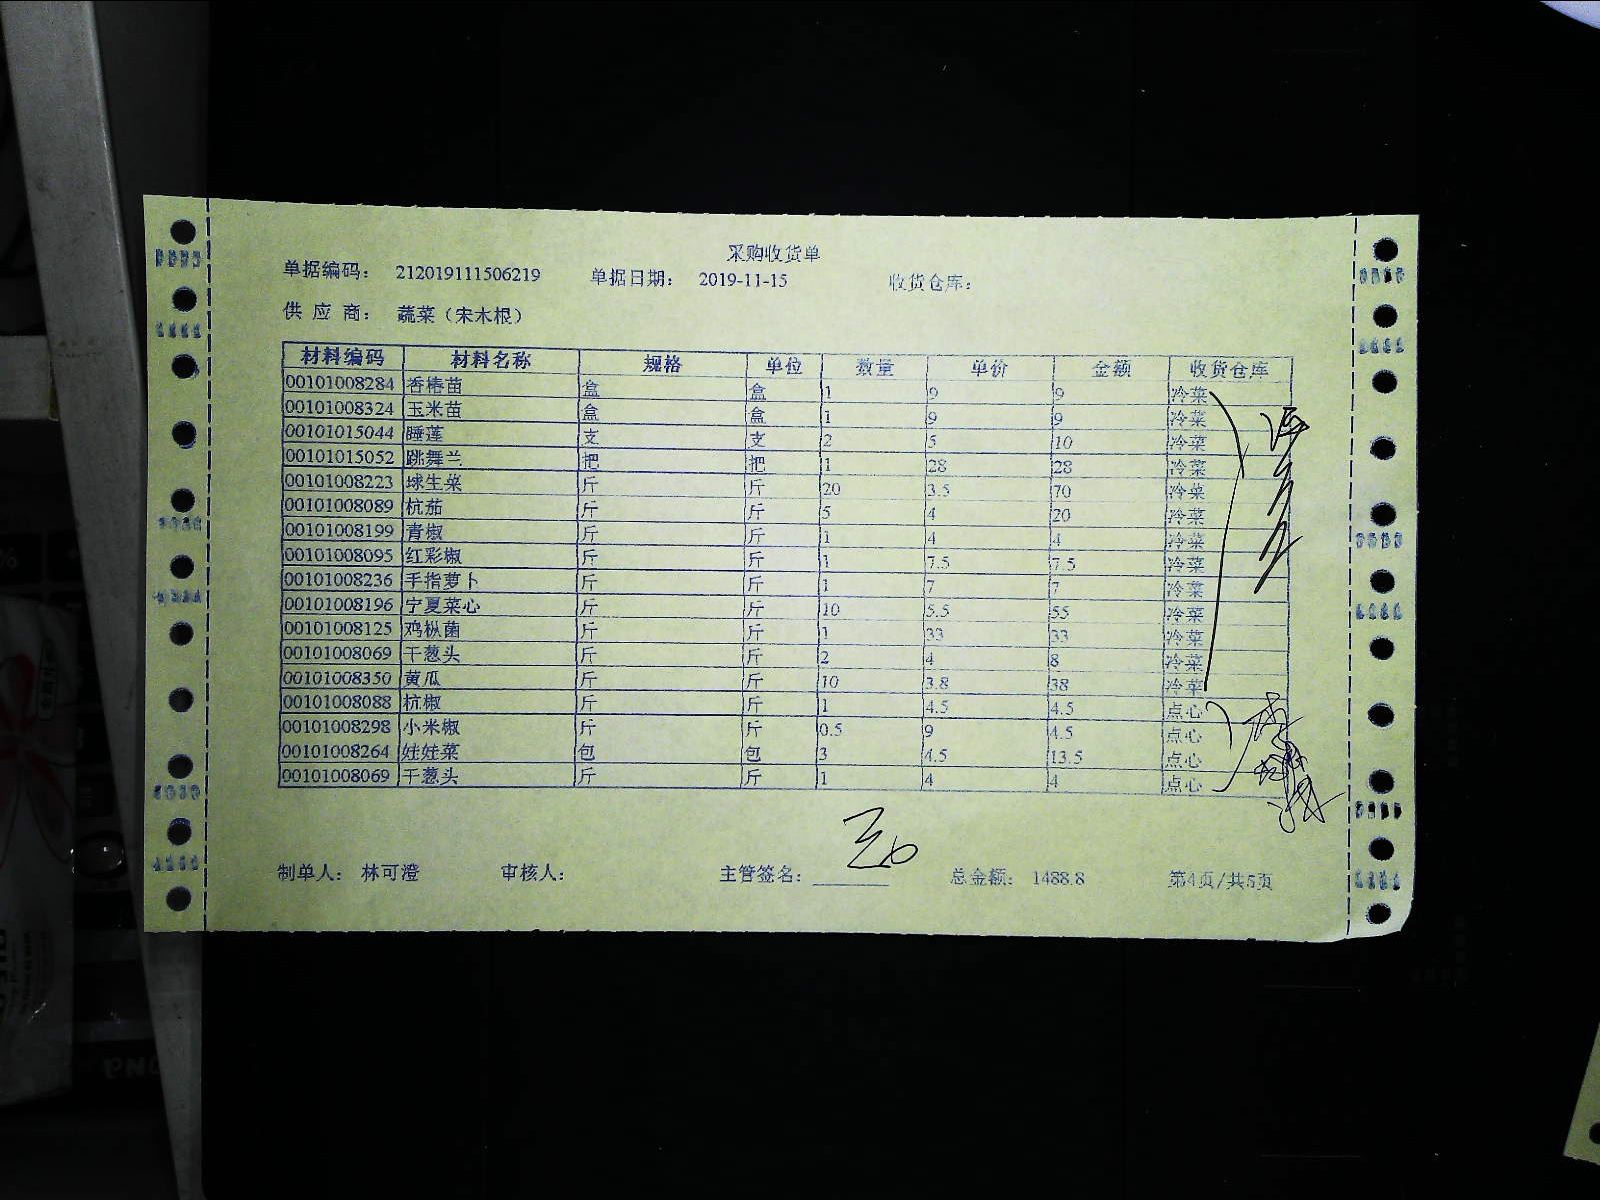 采购收货单
单据编码: 212019111506219 单据日期: 2019-11-15 收货仓库:
供 应 商: 蔬菜（宋木根）
材料编码 材料名称 规格 单位 数量 单价 金额 收货仓库
00101008284 香椿苗 盒 盒 1 9 9 冷菜
00101008324 玉米苗 盒 盒 1 9 9 冷菜
00101015044 睡莲 支 支 2 5 10 冷菜
00101015052 跳舞兰 把 把 1 28 28 冷菜
00101008223 球生菜 斤 斤 20 3.5 70 冷菜
00101008089 杭茄 斤 斤 5 4 20 冷菜
00101008199 青椒 斤 斤 1 4 4 冷菜
00101008095 红彩椒 斤 斤 1 7.5 7.5 冷菜
00101008236 手指萝卜 斤 斤 1 7 7 冷菜
00101008196 宁夏菜心 斤 斤 10 5.5 55 冷菜
00101008125 鸡枞菌 斤 斤 1 33 33 冷菜
00101008069 干葱头 斤 斤 2 4 8 冷菜
00101008350 黄瓜 斤 斤 10 3.8 38 冷菜
00101008088 杭椒 斤 斤 1 4.5 4.5 点心
00101008298 小米椒 斤 斤 0.5 9 4.5 点心
00101008264 娃娃菜 包 包 3 4.5 13.5 点心
00101008069 干葱头 斤 斤 1 4 4 点心
制单人: 林可澄 审核人: 主管签名: 总金额: 1488.8 第4页/共5页